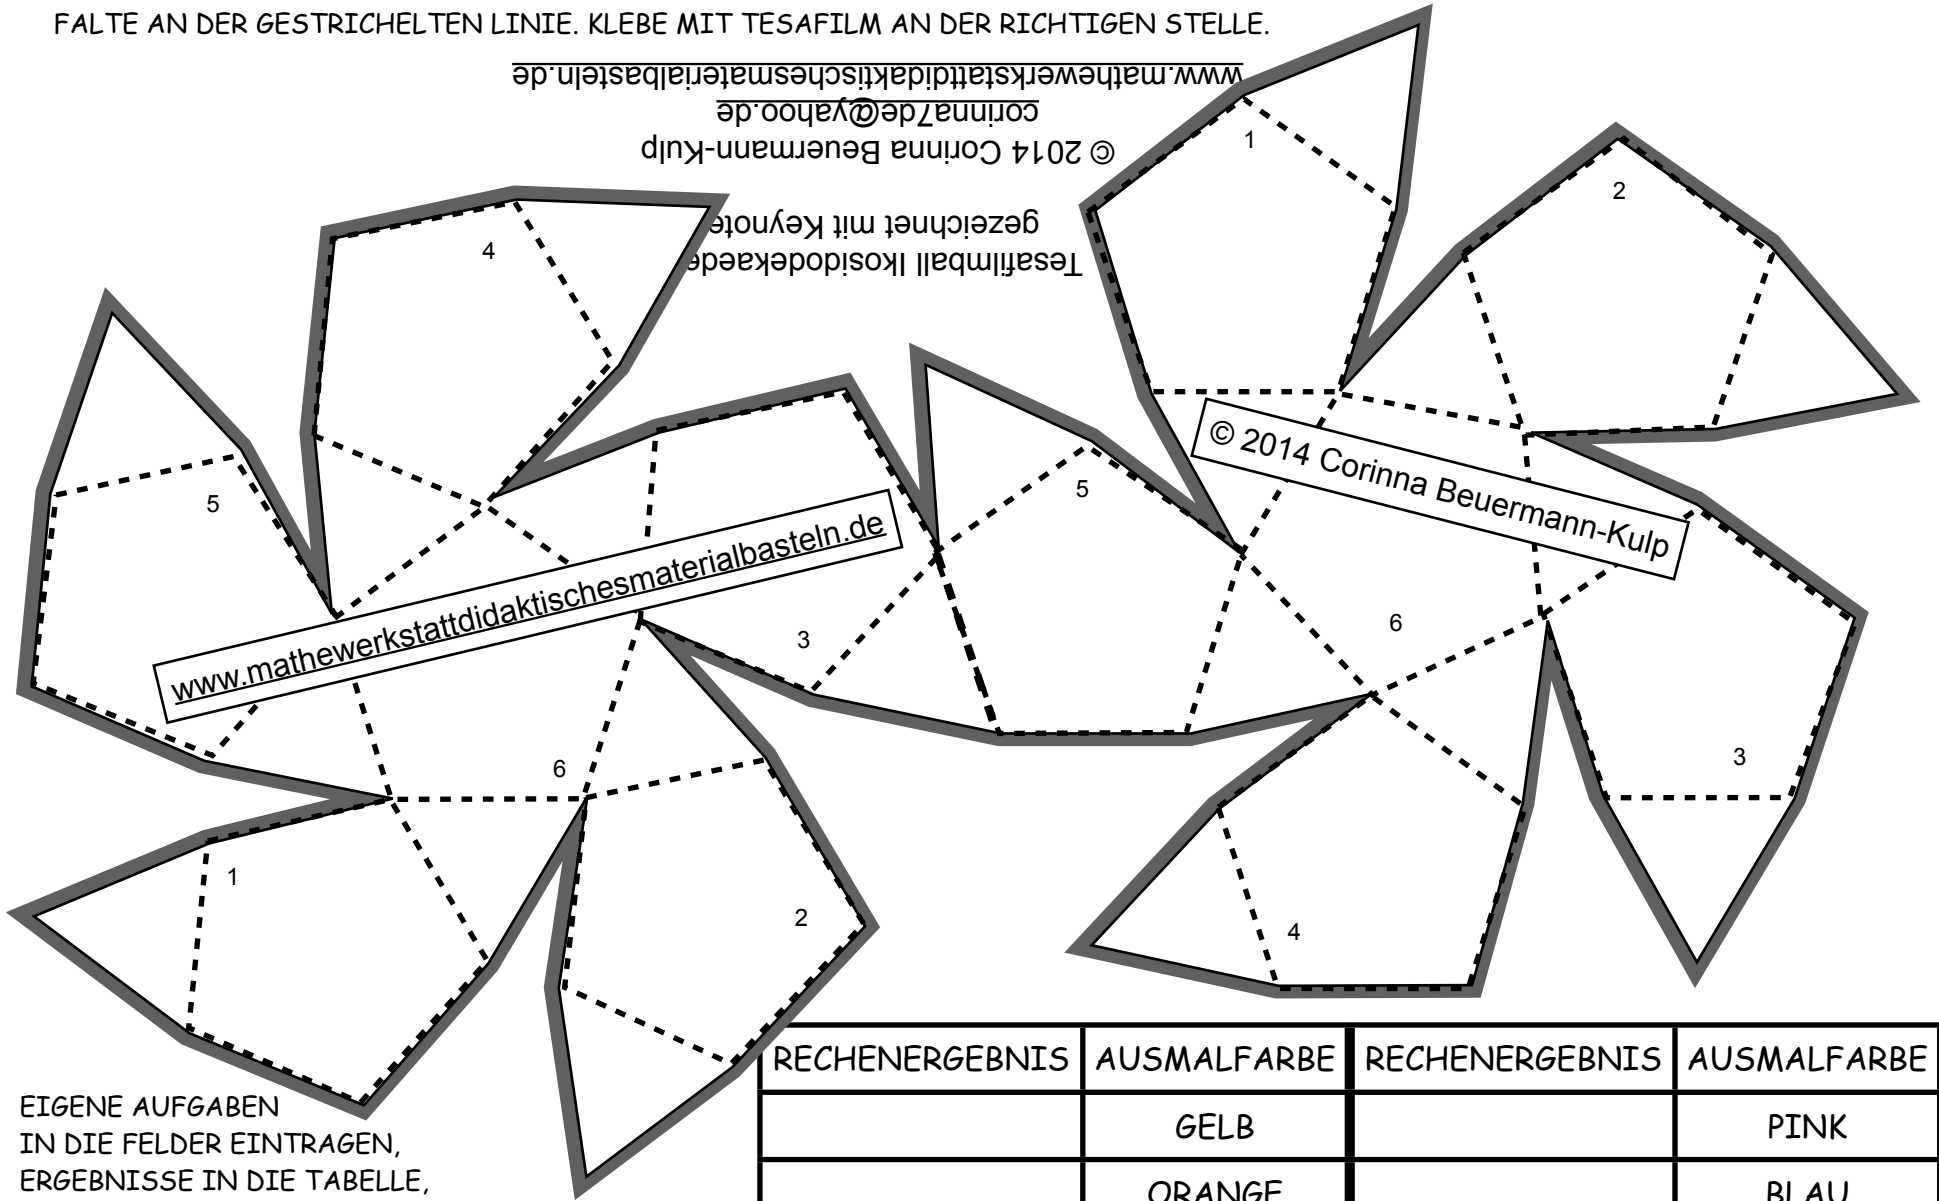 FALTE AN DER GESTRICHELTEN LINIE. KLEBE MIT TESAFILM AN DER RICHTIGEN STELLE.
Tesafilmball Ikosidodekaeder
gezeichnet mit Keynote
© 2014 Corinna Beuermann-Kulp
corinna7de@yahoo.de
www.mathewerkstattdidaktischesmaterialbasteln.de
1
2
4
5
5
© 2014 Corinna Beuermann-Kulp
www.mathewerkstattdidaktischesmaterialbasteln.de
3
6
3
6
1
2
4
RECHENERGEBNIS AUSMALFARBE RECHENERGEBNIS AUSMALFARBE
GELB PINK
ORANGE BLAU
EIGENE AUFGABEN
IN DIE FELDER EINTRAGEN,
ERGEBNISSE IN DIE TABELLE,